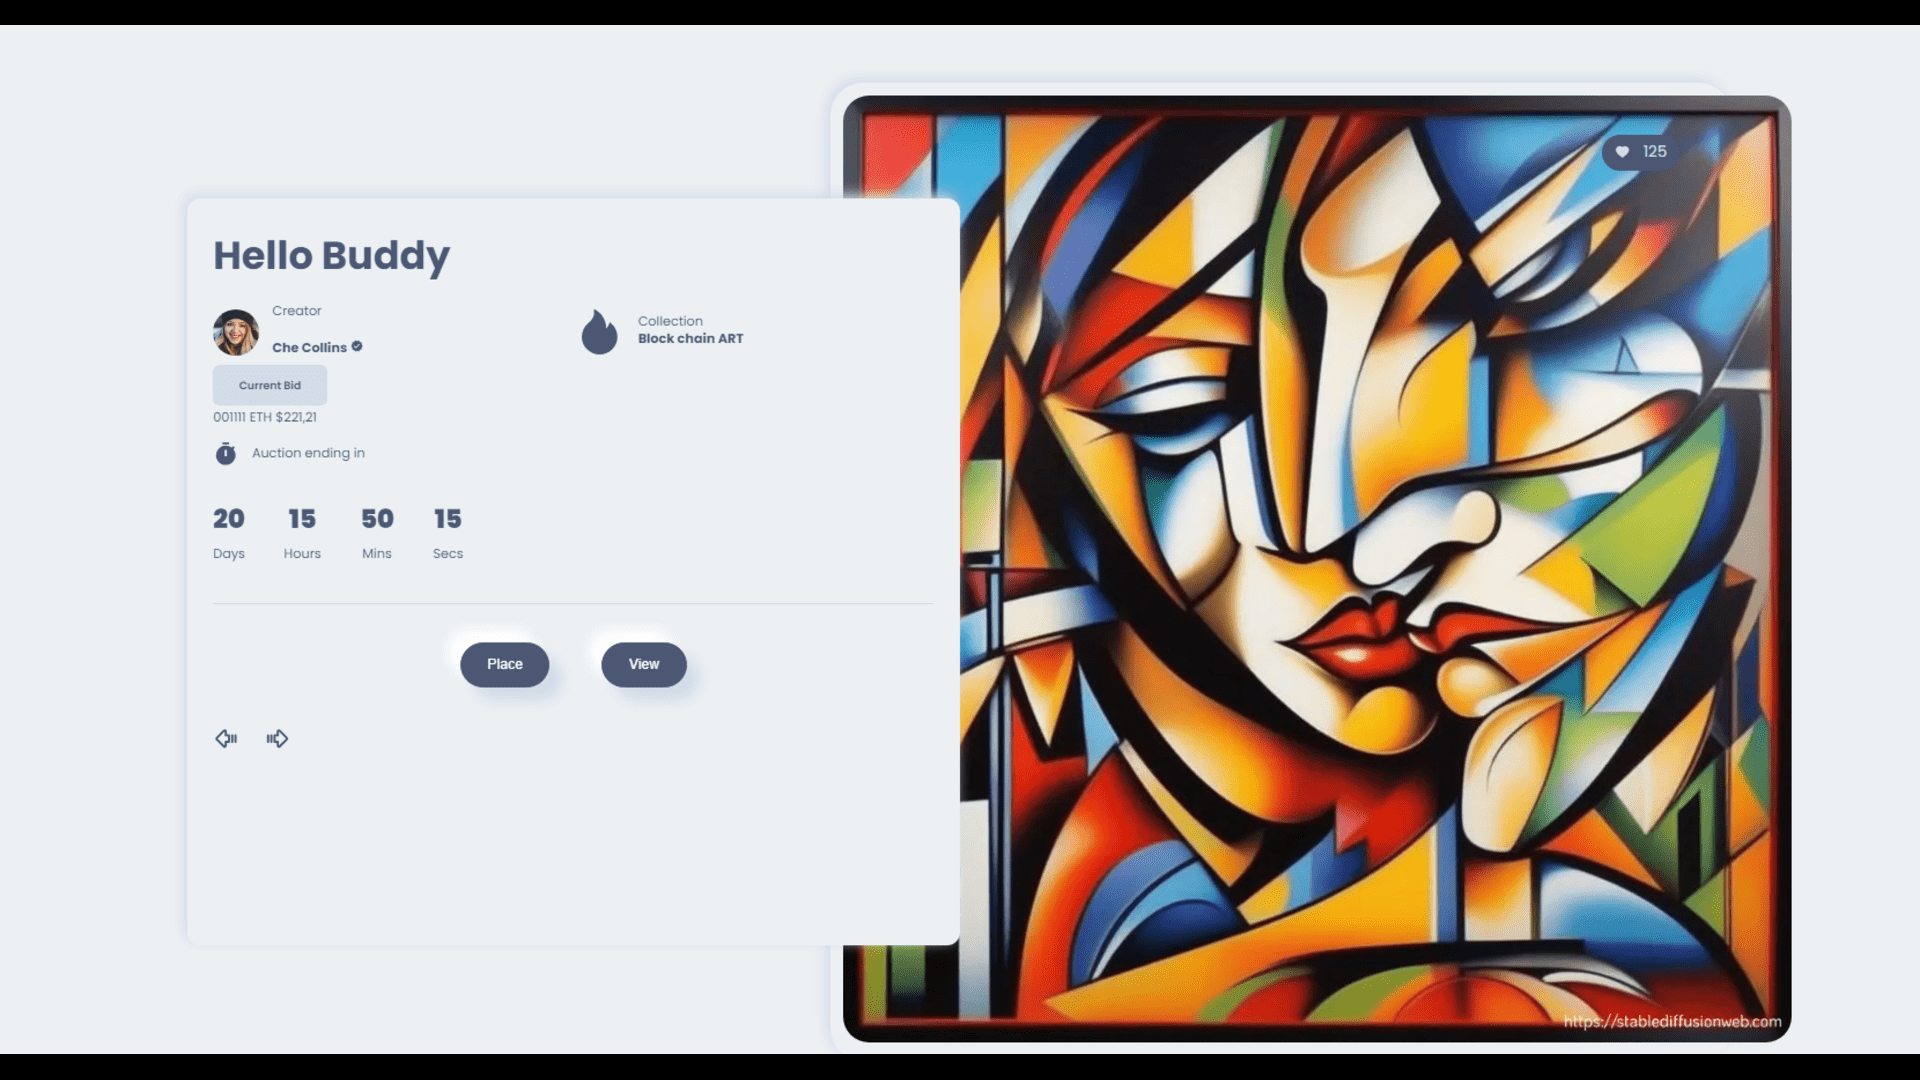 125
Hello Buddy
Creator
Che Collins
Collection
Block chain ART
Current Bid
001111 ETH $221,21
Auction ending in
20 15 50 15
Days Hours Mins Secs
Place View
https://stablediffusionweb.com